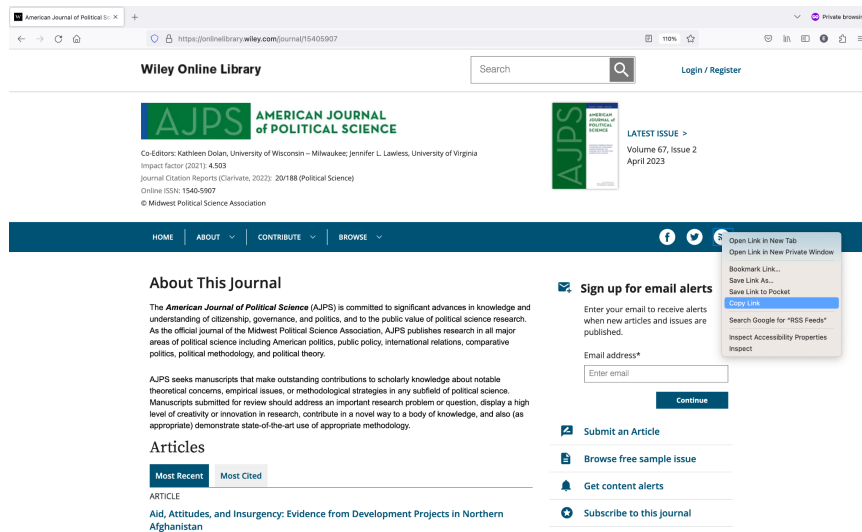 American Journal of Political Sc
Private browsin
https://onlinelibrary.wiley.com/journal/15405907
110%
Wiley Online Library
Search
Login / Register
AJPS
AMERICAN JOURNAL
of POLITICAL SCIENCE
Co-Editors: Kathleen Dolan, University of Wisconsin – Milwaukee; Jennifer L. Lawless, University of Virginia
Impact factor (2021): 4.503
Journal Citation Reports (Clarivate, 2022): 20/188 (Political Science)
Online ISSN: 1540-5907
© Midwest Political Science Association
AJPS
AMERICAN
JOURNAL of
POLITICAL
SCIENCE
LATEST ISSUE >
Volume 67, Issue 2
April 2023
HOME
ABOUT
CONTRIBUTE
BROWSE
Open Link in New Tab
Open Link in New Private Window
Bookmark Link...
Save Link As...
Save Link to Pocket
Copy Link
Search Google for "RSS Feeds"
Inspect Accessibility Properties
Inspect
About This Journal
The American Journal of Political Science (AJPS) is committed to significant advances in knowledge and
understanding of citizenship, governance, and politics, and to the public value of political science research.
As the official journal of the Midwest Political Science Association, AJPS publishes research in all major
areas of political science including American politics, public policy, international relations, comparative
politics, political methodology, and political theory.
AJPS seeks manuscripts that make outstanding contributions to scholarly knowledge about notable
theoretical concerns, empirical issues, or methodological strategies in any subfield of political science.
Manuscripts submitted for review should address an important research problem or question, display a high
level of creativity or innovation in research, contribute in a novel way to a body of knowledge, and also (as
appropriate) demonstrate state-of-the-art use of appropriate methodology.
Articles
Most Recent
Most Cited
ARTICLE
Aid, Attitudes, and Insurgency: Evidence from Development Projects in Northern
Afghanistan
Sign up for email alerts
Enter your email to receive alerts
when new articles and issues are
published.
Email address*
Enter email
Continue
Submit an Article
Browse free sample issue
Get content alerts
Subscribe to this journal